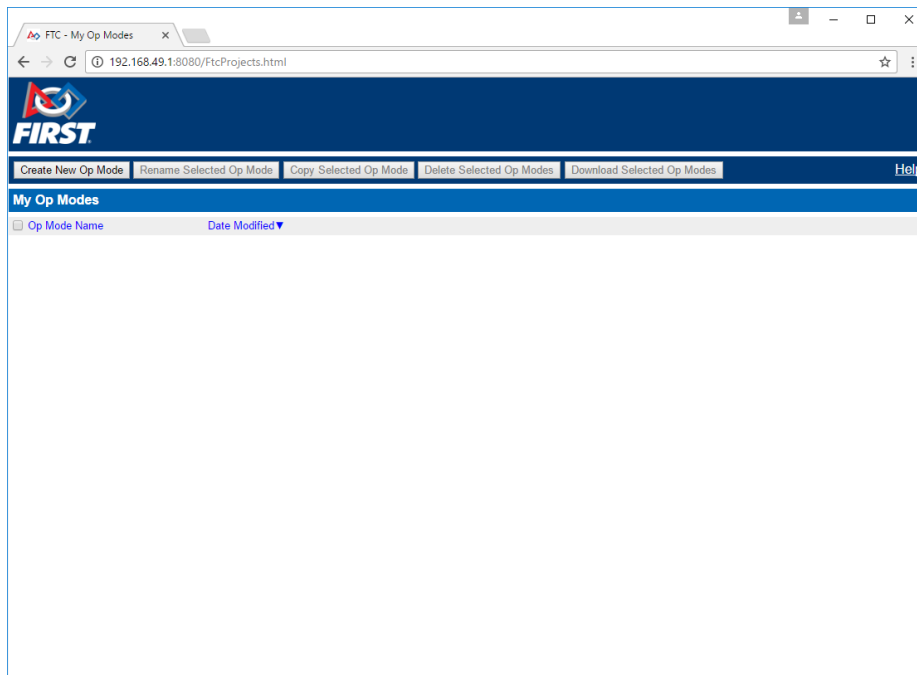 FTC - My Op Modes
192.168.49.1:8080/FtcProjects.html
FIRST
Create New Op Mode Rename Selected Op Mode Copy Selected Op Mode Delete Selected Op Modes Download Selected Op Modes Help
My Op Modes
Op Mode Name Date Modified▼